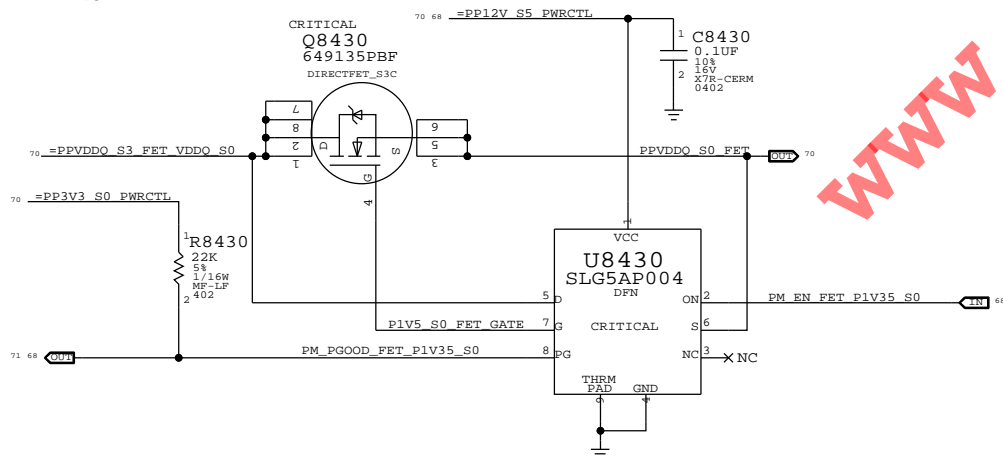 70 68 =PP12V_S5_PWRCTL
CRITICAL
Q8430
649135PBF
DIRECTFET_S3C
1
C8430
0.1UF
10%
16V
X7R-CERM
0402
2
7
8
2
1
D
S
G
4
6
5
3
70 =PPVDDQ_S3_FET_VDDQ_S0
PPVDDQ_S0_FET
OUT 70
70 =PP3V3_S0_PWRCTL
1
R8430
22K
5%
1/16W
MF-LF
402
2
1
VCC
U8430
SLG5AP004
DFN
5 D
ON 2
PM_EN_FET_P1V35_S0
IN 68
P1V5_S0_FET_GATE
7 G
CRITICAL
S 6
71 68 OUT
PM_PGOOD_FET_P1V35_S0
8 PG
NC 3
NC
THRM
PAD
GND
9
4
WWW